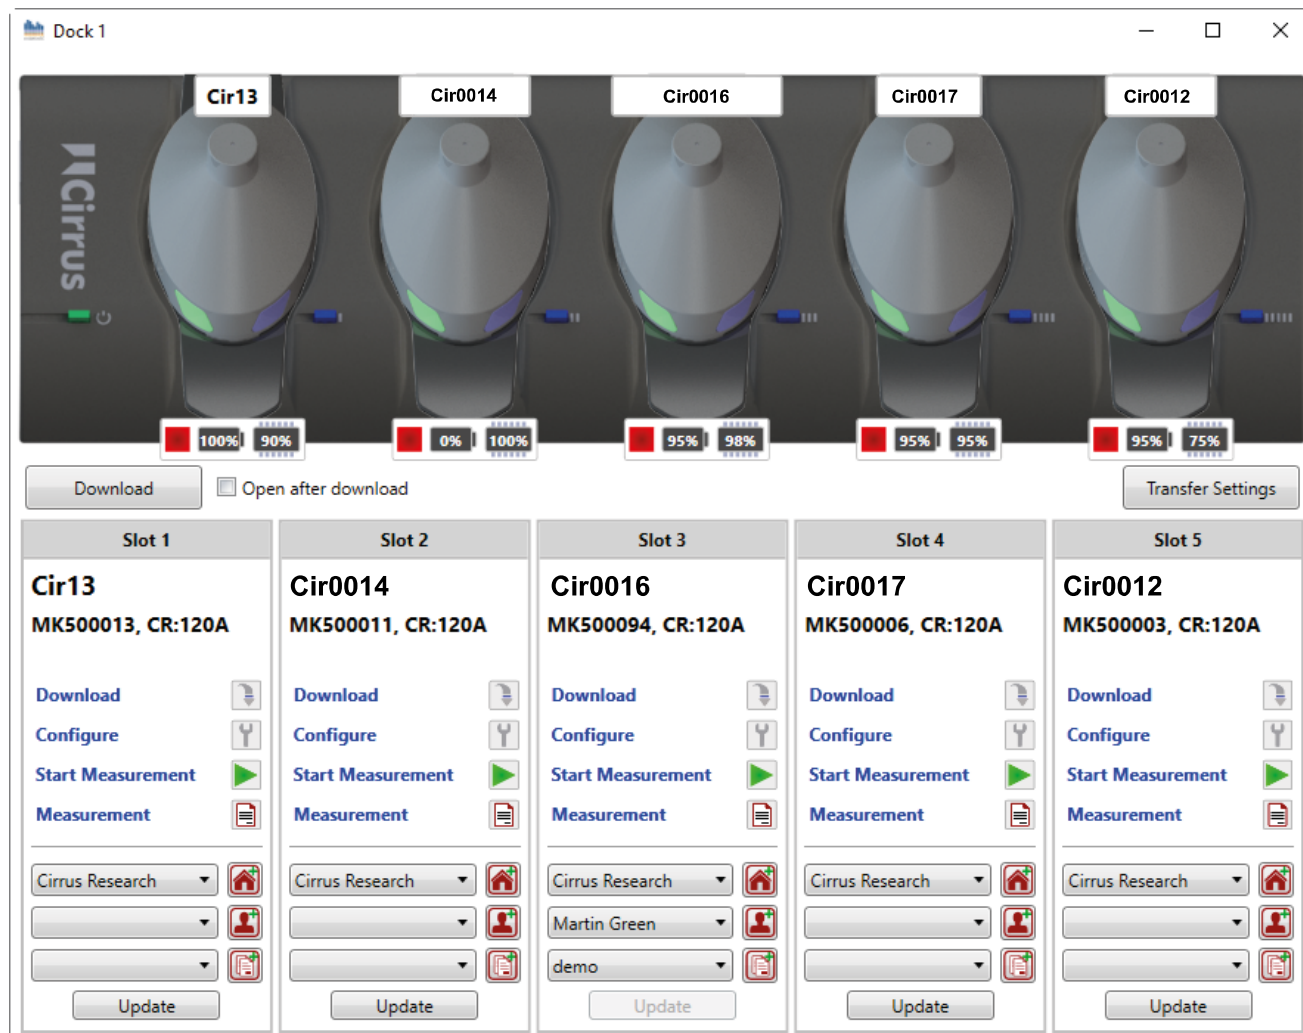 Dock 1
Cir13 Cir0014 Cir0016 Cir0017 Cir0012
Cirrus
100% 90% 0% 100% 95% 98% 95% 95% 95% 75%
Download Open after download Transfer Settings
Slot 1 Slot 2 Slot 3 Slot 4 Slot 5
Cir13 Cir0014 Cir0016 Cir0017 Cir0012
MK500013, CR:120A MK500011, CR:120A MK500094, CR:120A MK500006, CR:120A MK500003, CR:120A
Download Download Download Download Download
Configure Configure Configure Configure Configure
Start Measurement Start Measurement Start Measurement Start Measurement Start Measurement
Measurement Measurement Measurement Measurement Measurement
Cirrus Research Cirrus Research Cirrus Research Cirrus Research Cirrus Research
Martin Green
demo
Update Update Update Update Update